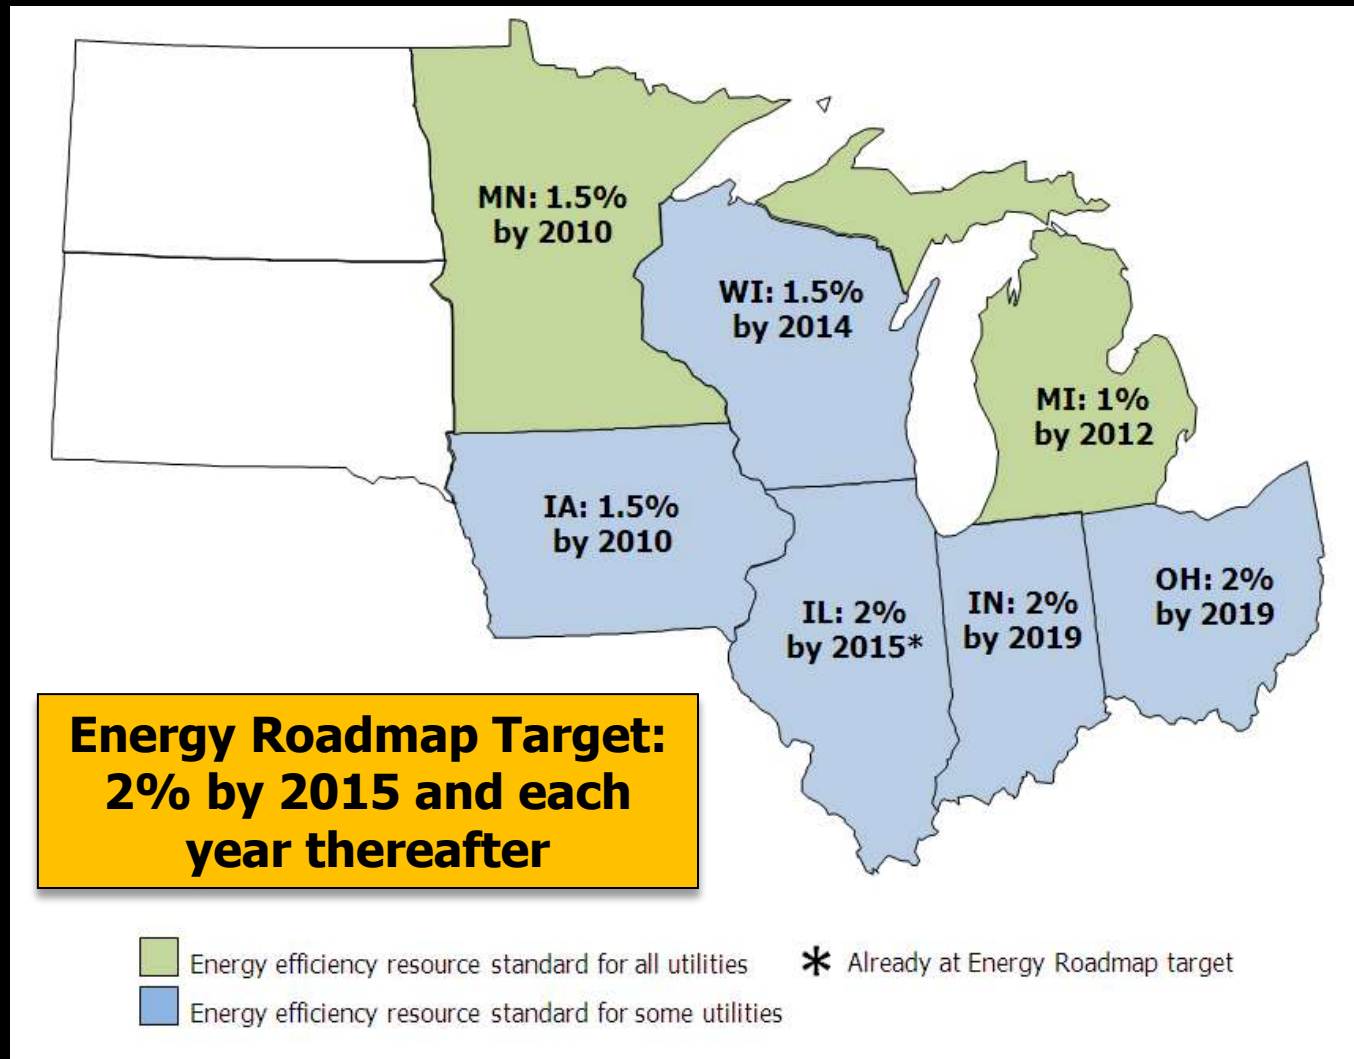 MN: 1.5%
by 2010
WI: 1.5%
by 2014
MI: 1%
by 2012
IA: 1.5%
by 2010
IL: 2%
by 2015*
IN: 2%
by 2019
OH: 2%
by 2019
Energy Roadmap Target:
2% by 2015 and each
year thereafter
Energy efficiency resource standard for all utilities
* Already at Energy Roadmap target
Energy efficiency resource standard for some utilities